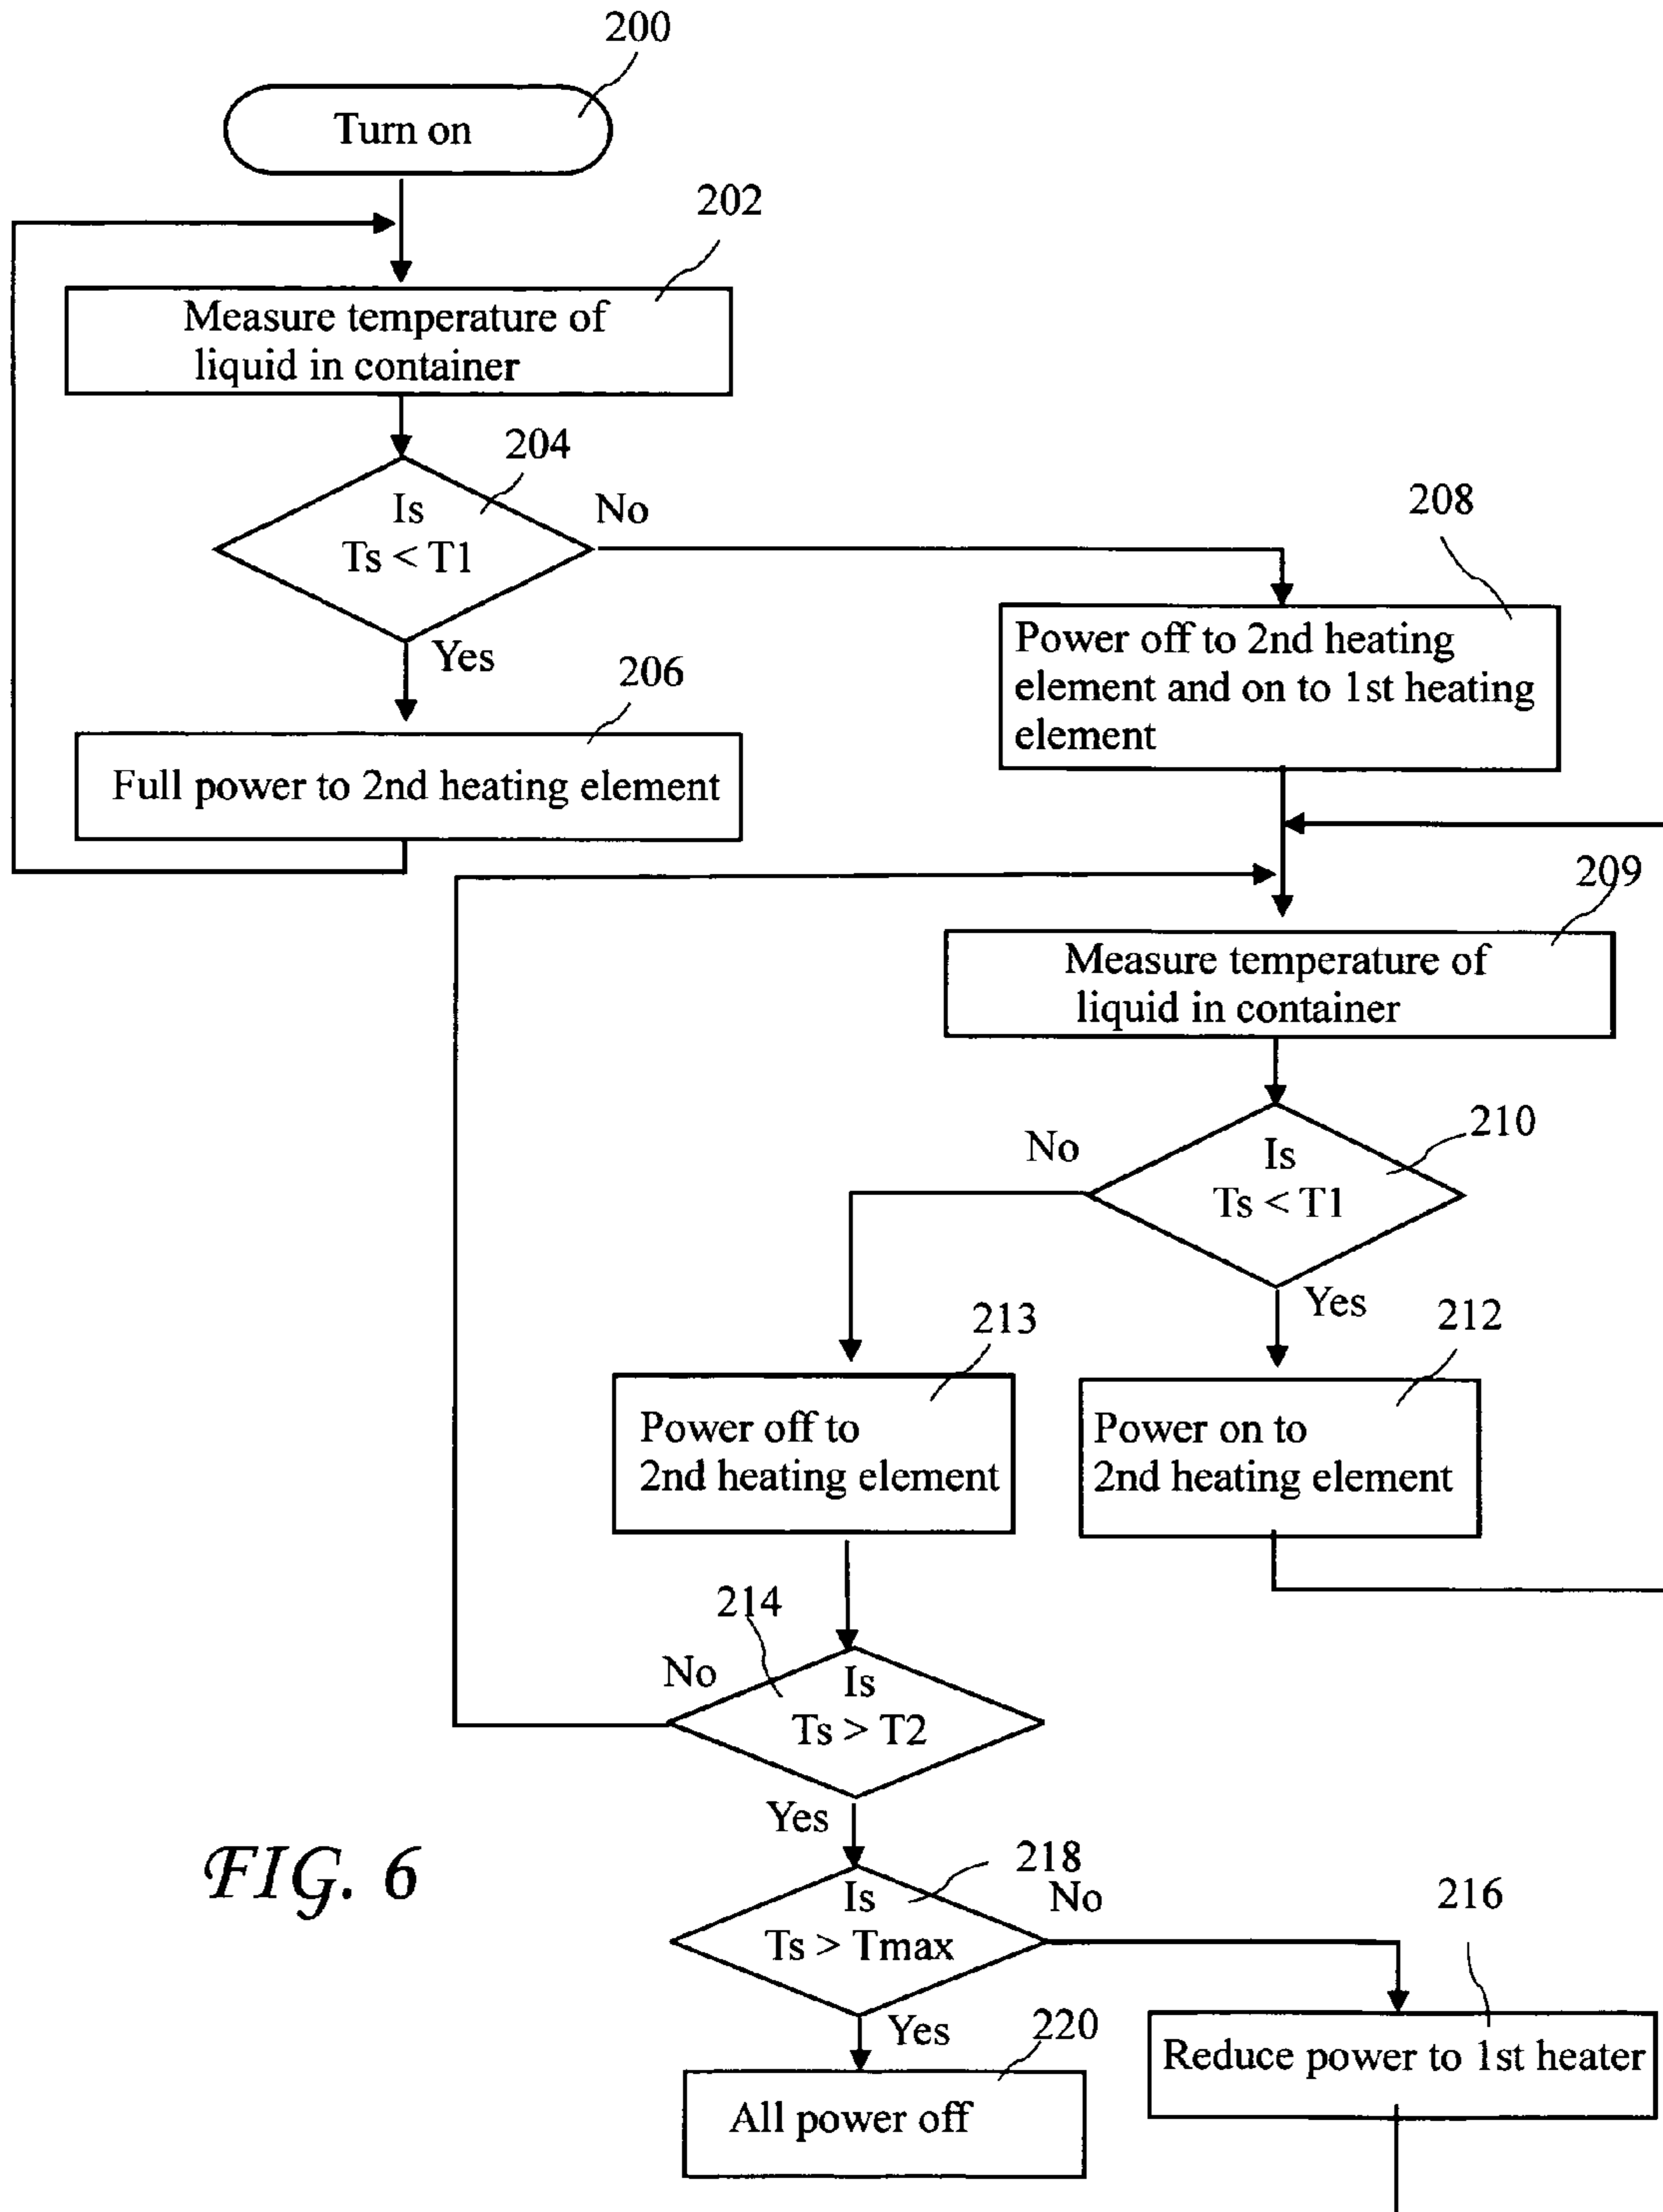 200
Turn on
202
Measure temperature of
liquid in container
204
Is
Ts < T1
No
Yes
206
Full power to 2nd heating element
208
Power off to 2nd heating
element and on to 1st heating
element
209
Measure temperature of
liquid in container
210
Is
Ts < T1
No
Yes
213
Power off to
2nd heating element
212
Power on to
2nd heating element
214
Is
Ts > T2
No
Yes
218
Is
Ts > Tmax
No
Yes
216
Reduce power to 1st heater
220
All power off
FIG. 6